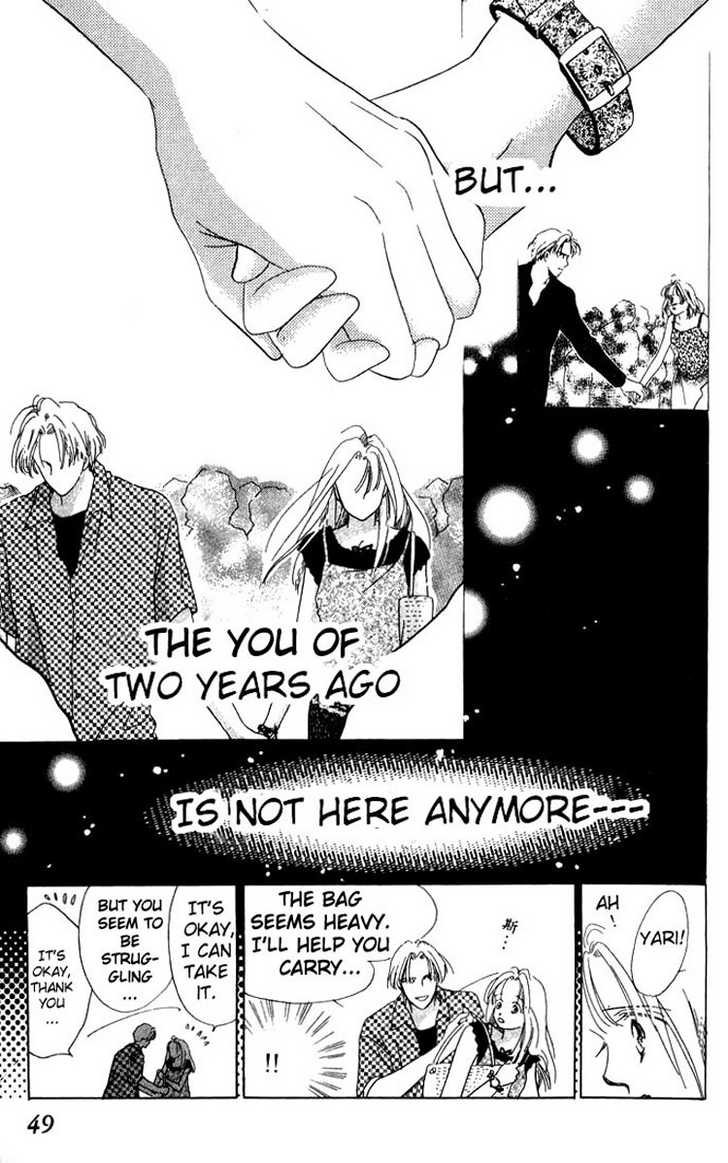 BUT...
THE YOU OF
TWO YEARS AGO
IS NOT HERE ANYMORE---
AH
YARI!
斯
⋮
THE BAG
SEEMS HEAVY.
I'LL HELP YOU
CARRY...
!!
IT'S
OKAY,
I CAN
TAKE
IT.
BUT YOU
SEEM TO
BE
STRUG-
GLING
...
IT'S
OKAY,
THANK
YOU
...
49